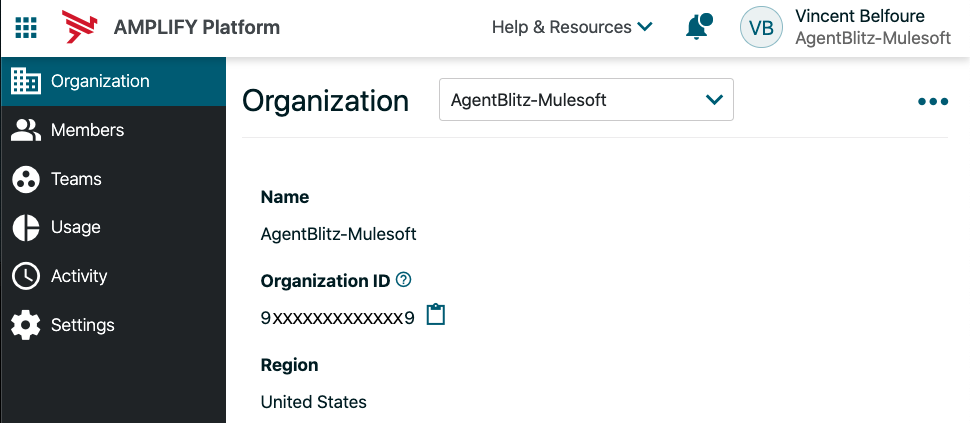 AMPLIFY Platform
Help & Resources
VB
Vincent Belfoure
AgentBlitz-Mulesoft
Organization
Members
Teams
Usage
Activity
Settings
Organization
AgentBlitz-Mulesoft
Name
AgentBlitz-Mulesoft
Organization ID ?
9XXXXXXXXXXXXX9
Region
United States